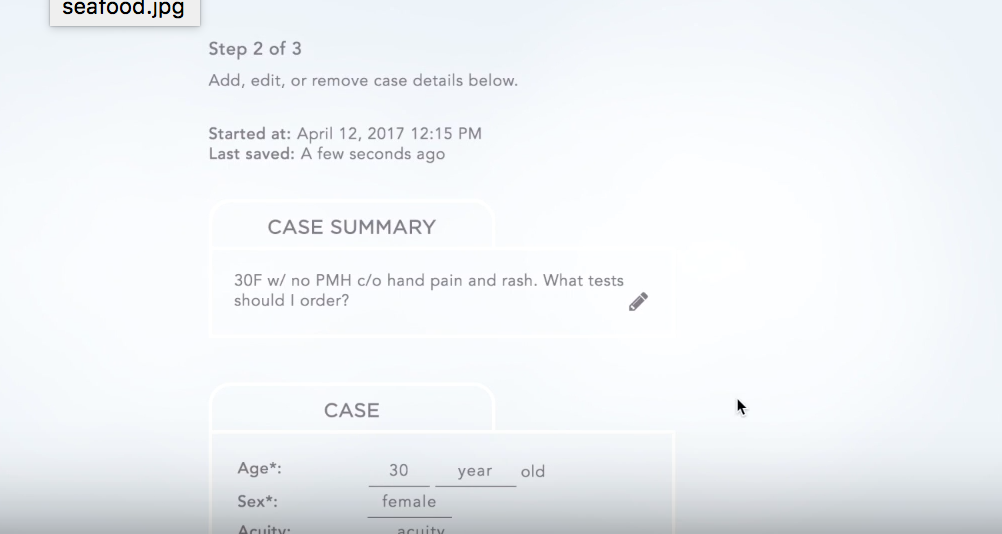 seafood.jpg
Step 2 of 3
Add, edit, or remove case details below.
Started at: April 12, 2017 12:15 PM
Last saved: A few seconds ago
CASE SUMMARY
30F w/ no PMH c/o hand pain and rash. What tests
should I order?
CASE
Age*: 30 year old
Sex*: female
Acuity: acuity